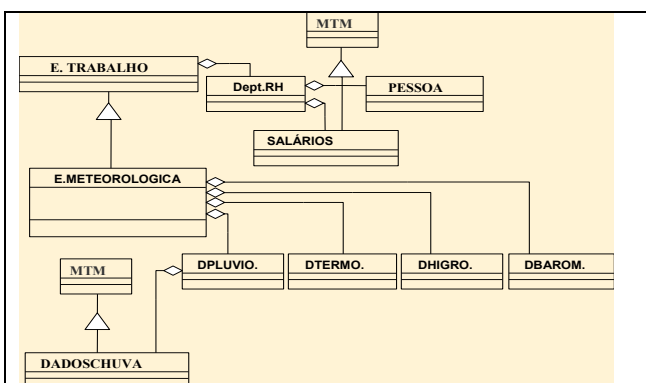 MTM
E. TRABALHO
Dept.RH
PESSOA
SALÁRIOS
E.METEOROLOGICA
DPLUVIO.
DTERMO.
DHIGRO.
DBAROM.
MTM
DADOSCHUVA